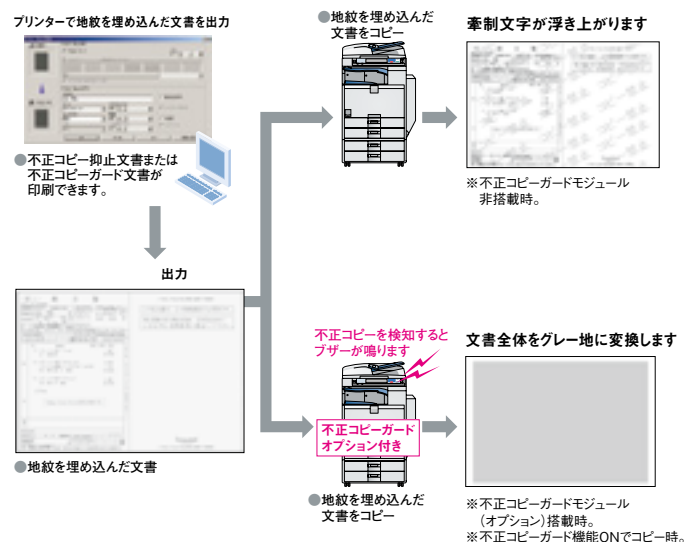 プリンターで地紋を埋め込んだ文書を出力
●不正コピー抑止文書または
不正コピーガード文書が
印刷できます。
出力
●地紋を埋め込んだ文書
●地紋を埋め込んだ
文書をコピー
牽制文字が浮き上がります
※不正コピーガードモジュール
非搭載時。
不正コピーを検知すると
ブザーが鳴ります
不正コピーガード
オプション付き
●地紋を埋め込んだ
文書をコピー
文書全体をグレー地に変換します
※不正コピーガードモジュール
（オプション）搭載時。
※不正コピーガード機能ONでコピー時。